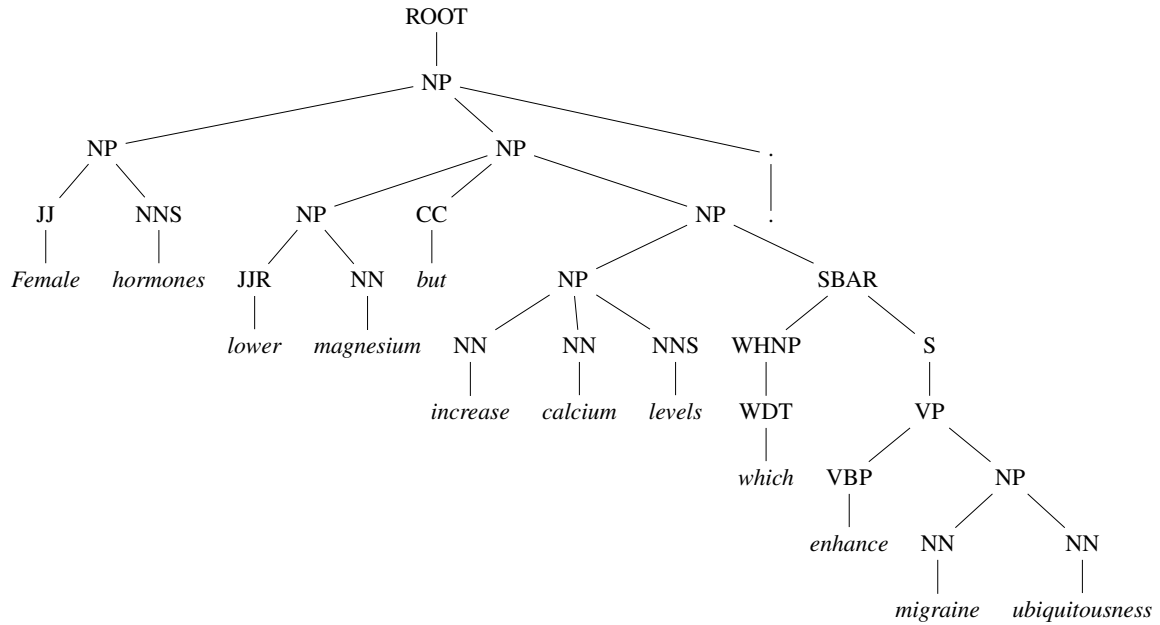 ROOT
NP
NP NP .
JJ NNS NP CC NP .
Female hormones JJR NN but NP SBAR
lower magnesium NN NN NNS WHNP S
increase calcium levels WDT VP
which VBP NP
enhance NN NN
migraine ubiquitousness